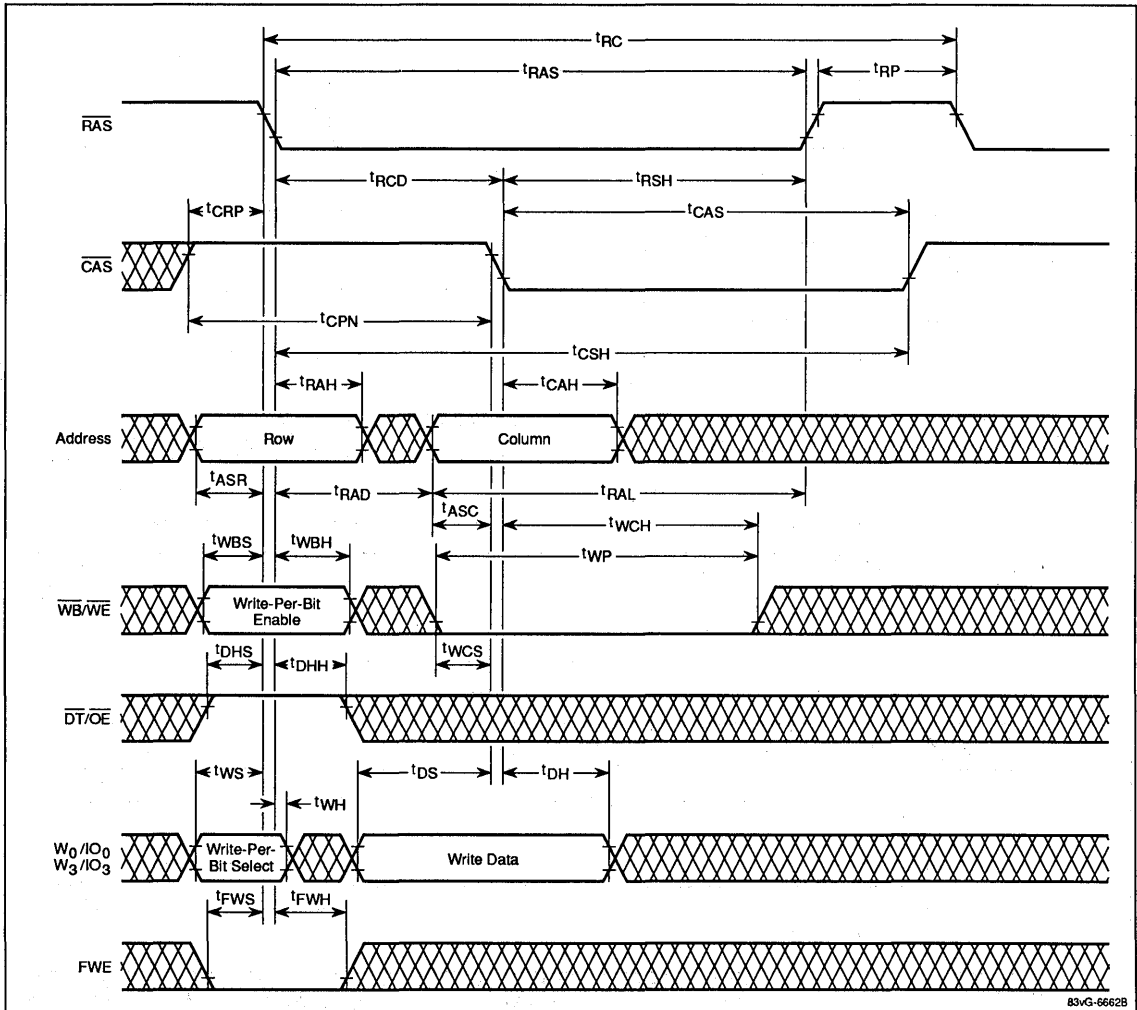 tRC
tRAS
tRP
RAS
tRCD
tRSH
tCRP
tCAS
CAS
tCPN
tCSH
tRAH
tCAH
Address
Row
Column
tASR
tRAD
tRAL
tASC
tWCH
tWBS
tWBH
tWP
WB/WE
Write-Per-Bit
Enable
tDHS
tDHH
tWCS
DT/OE
tWS
tDS
tDH
tWH
W0/IO0
W3/IO3
Write-Per-
Bit Select
Write Data
tFWS
tFWH
FWE
83vG-6662B